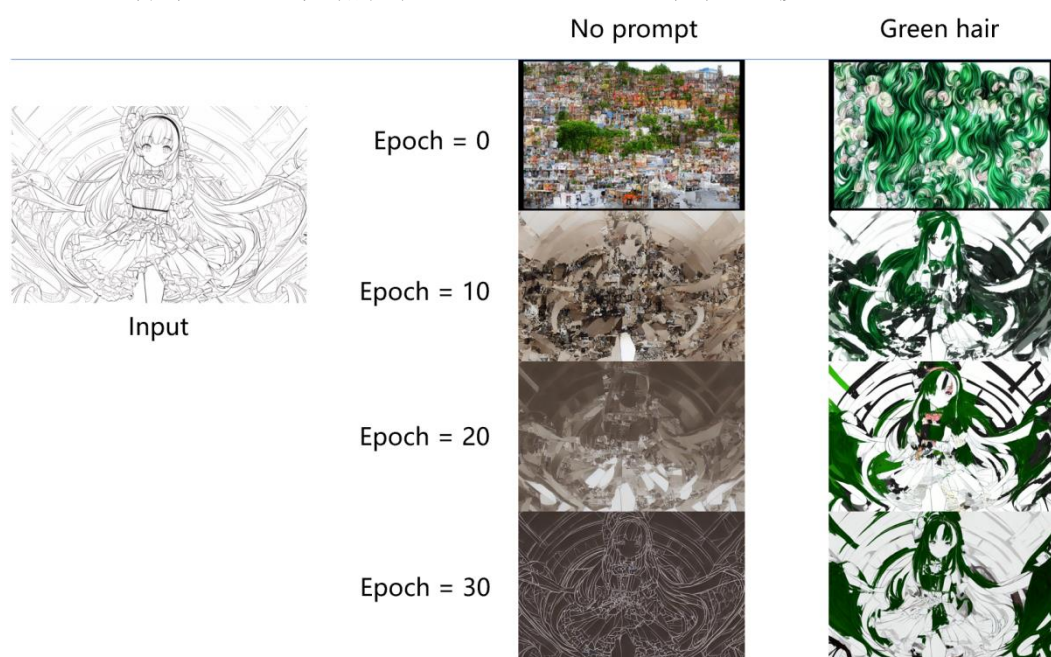 No prompt Green hair
Epoch = 0
Epoch = 10
Input
Epoch = 20
Epoch = 30